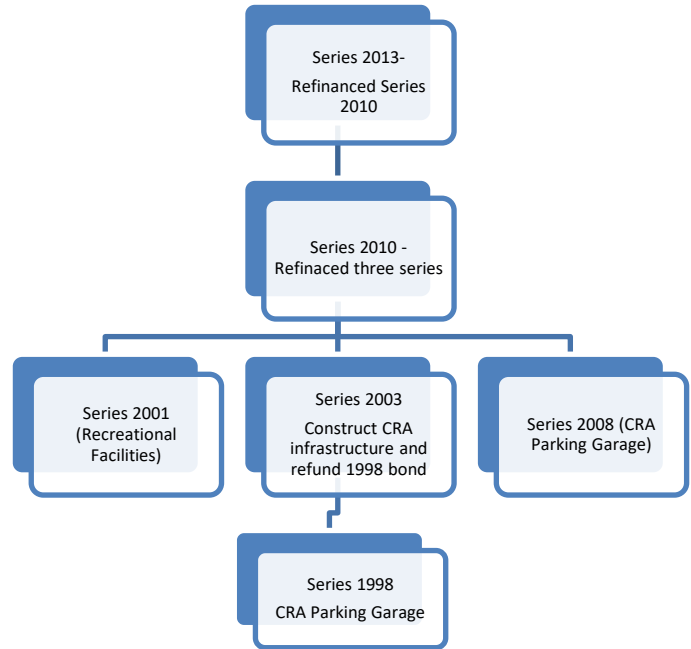 Series 2013-
Refinanced Series
2010
Series 2010 -
Refinaced three series
Series 2001
(Recreational
Facilities)
Series 2003
Construct CRA
infrastructure and
refund 1998 bond
Series 2008 (CRA
Parking Garage)
Series 1998
CRA Parking Garage